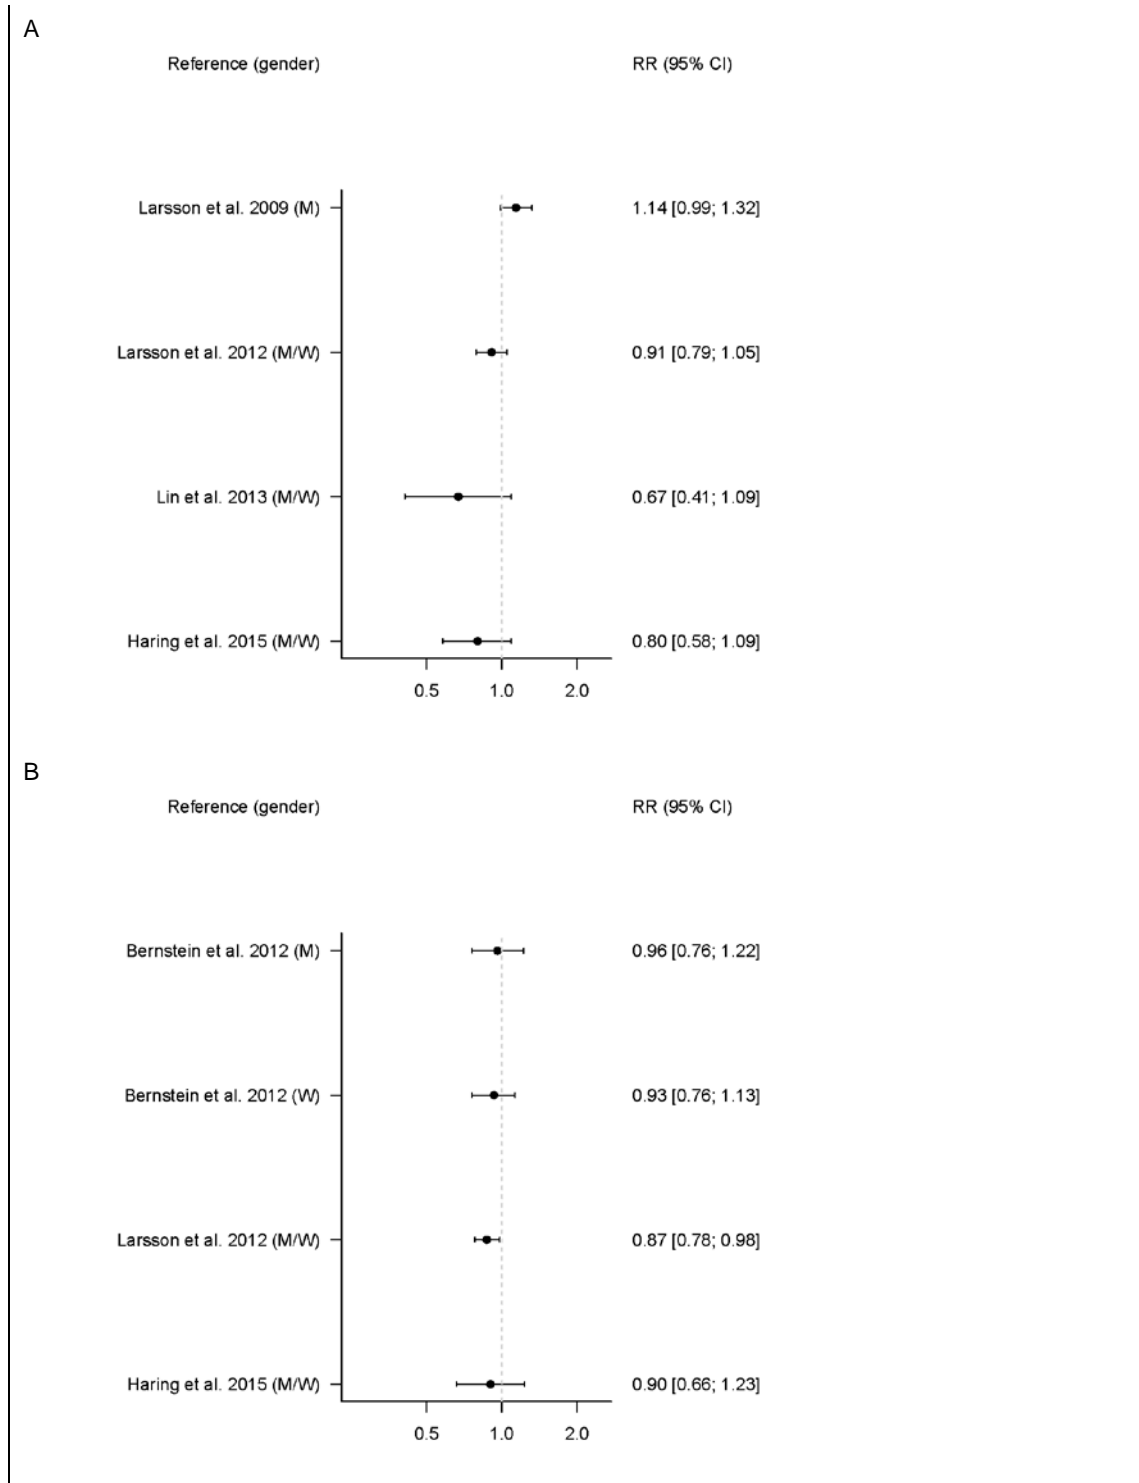 A
Reference (gender) RR (95% CI)
Larsson et al. 2009 (M) 1.14 [0.99; 1.32]
Larsson et al. 2012 (M/W) 0.91 [0.79; 1.05]
Lin et al. 2013 (M/W) 0.67 [0.41; 1.09]
Haring et al. 2015 (M/W) 0.80 [0.58; 1.09]
0.5 1.0 2.0
B
Reference (gender) RR (95% CI)
Bernstein et al. 2012 (M) 0.96 [0.76; 1.22]
Bernstein et al. 2012 (W) 0.93 [0.76; 1.13]
Larsson et al. 2012 (M/W) 0.87 [0.78; 0.98]
Haring et al. 2015 (M/W) 0.90 [0.66; 1.23]
0.5 1.0 2.0